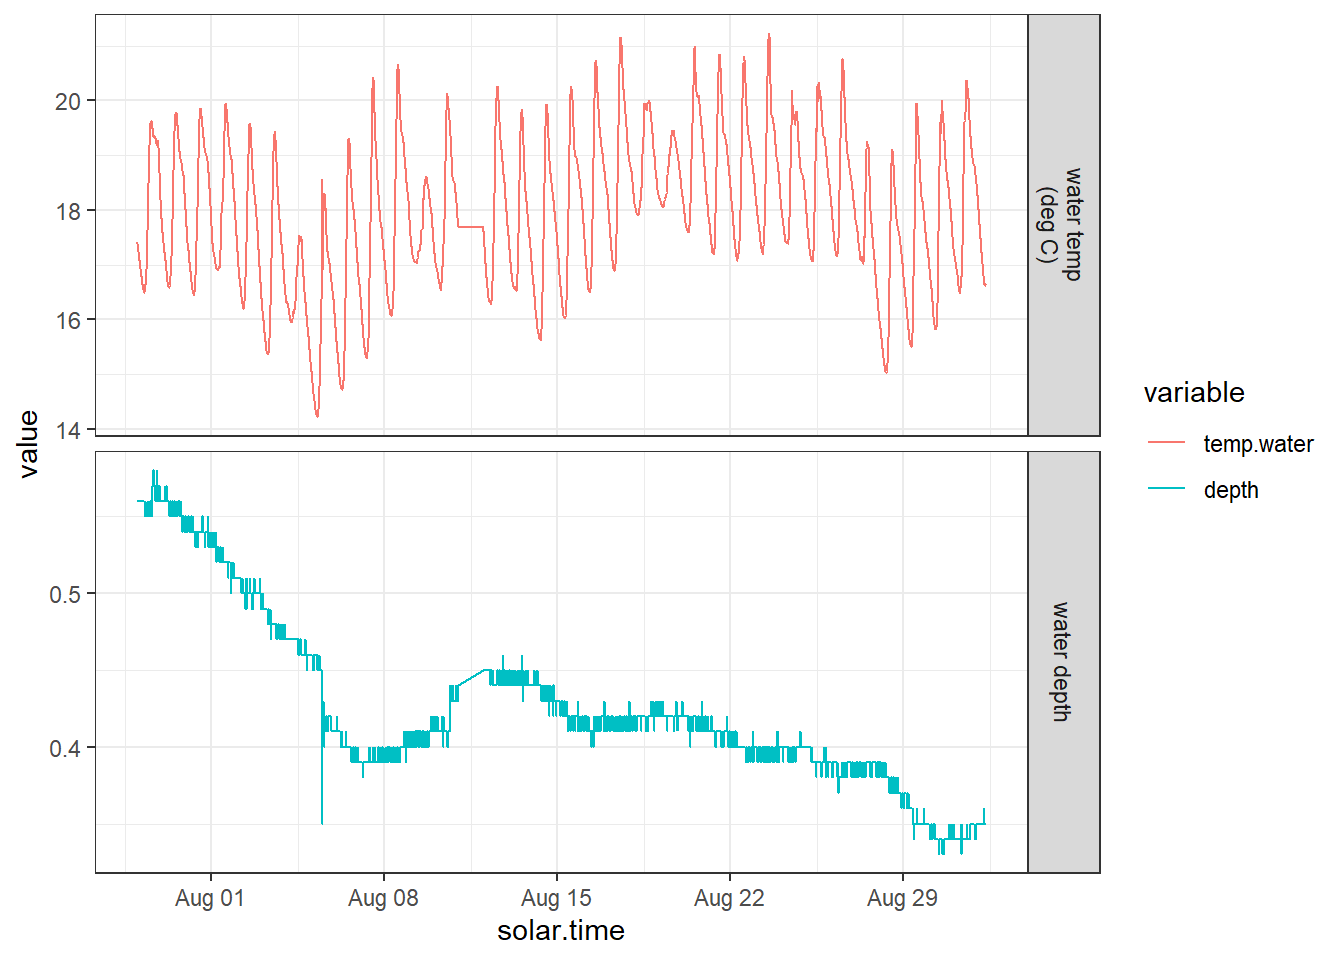 20
18
16
14
water temp
(deg C)
value
0.5
0.4
water depth
Aug 01
Aug 08
Aug 15
Aug 22
Aug 29
solar.time
variable
temp.water
depth